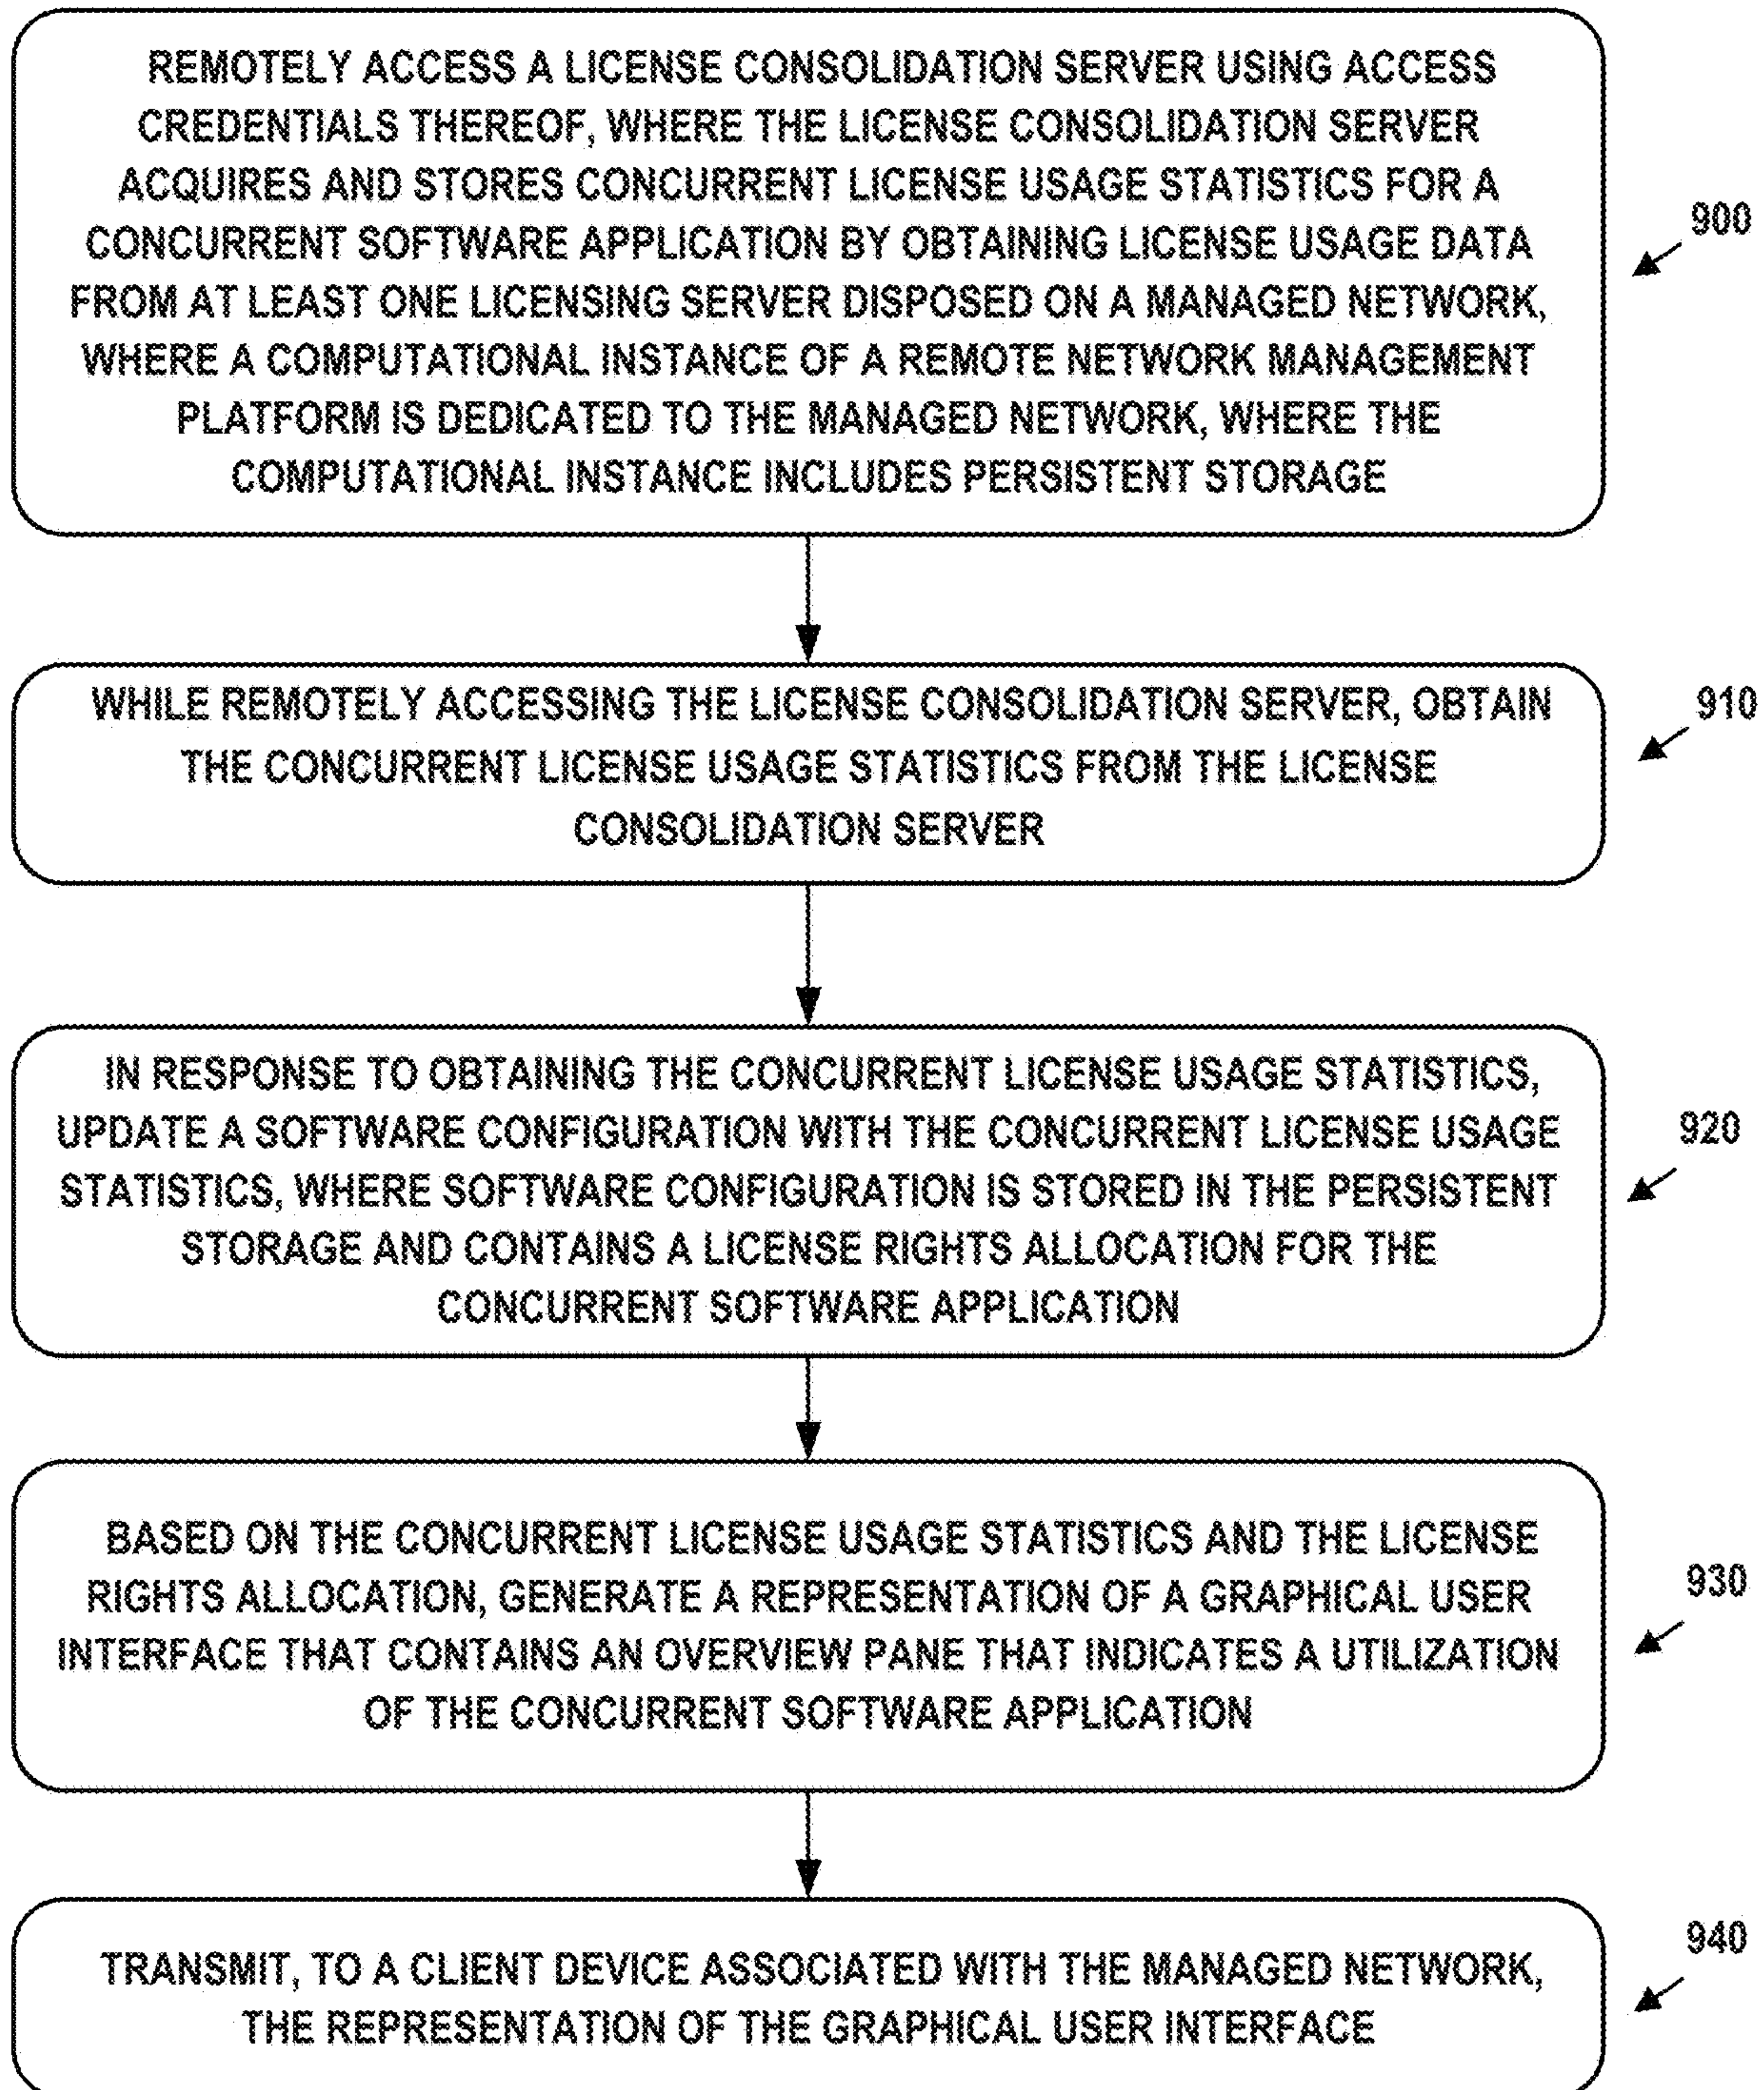 REMOTELY ACCESS A LICENSE CONSOLIDATION SERVER USING ACCESS
CREDENTIALS THEREOF, WHERE THE LICENSE CONSOLIDATION SERVER
ACQUIRES AND STORES CONCURRENT LICENSE USAGE STATISTICS FOR A
CONCURRENT SOFTWARE APPLICATION BY OBTAINING LICENSE USAGE DATA
FROM AT LEAST ONE LICENSING SERVER DISPOSED ON A MANAGED NETWORK,
WHERE A COMPUTATIONAL INSTANCE OF A REMOTE NETWORK MANAGEMENT
PLATFORM IS DEDICATED TO THE MANAGED NETWORK, WHERE THE
COMPUTATIONAL INSTANCE INCLUDES PERSISTENT STORAGE
900
WHILE REMOTELY ACCESSING THE LICENSE CONSOLIDATION SERVER, OBTAIN
THE CONCURRENT LICENSE USAGE STATISTICS FROM THE LICENSE
CONSOLIDATION SERVER
910
IN RESPONSE TO OBTAINING THE CONCURRENT LICENSE USAGE STATISTICS,
UPDATE A SOFTWARE CONFIGURATION WITH THE CONCURRENT LICENSE USAGE
STATISTICS, WHERE SOFTWARE CONFIGURATION IS STORED IN THE PERSISTENT
STORAGE AND CONTAINS A LICENSE RIGHTS ALLOCATION FOR THE
CONCURRENT SOFTWARE APPLICATION
920
BASED ON THE CONCURRENT LICENSE USAGE STATISTICS AND THE LICENSE
RIGHTS ALLOCATION, GENERATE A REPRESENTATION OF A GRAPHICAL USER
INTERFACE THAT CONTAINS AN OVERVIEW PANE THAT INDICATES A UTILIZATION
OF THE CONCURRENT SOFTWARE APPLICATION
930
TRANSMIT, TO A CLIENT DEVICE ASSOCIATED WITH THE MANAGED NETWORK,
THE REPRESENTATION OF THE GRAPHICAL USER INTERFACE
940